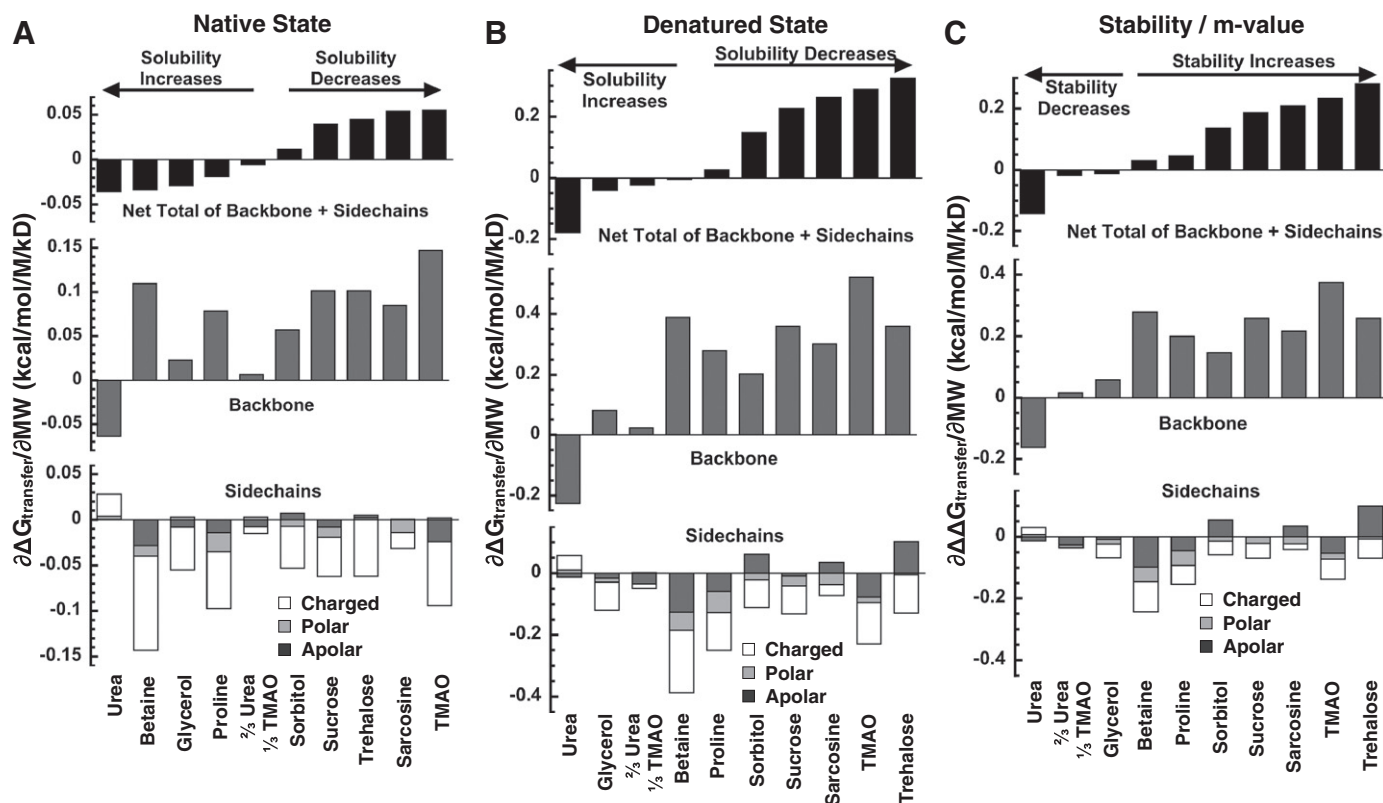 A
Native State
Solubility
Increases
Solubility
Decreases
0.05
0
-0.05
Net Total of Backbone + Sidechains
0.15
0.1
0.05
0
-0.05
Backbone
0.05
0
-0.05
-0.1
-0.15
Sidechains
Charged
Polar
Apolar
∂ΔΔGtransfer/∂MW (kcal/mol/M/kD)
Urea
Betaine
Glycerol
Proline
⅔ Urea
⅓ TMAO
Sorbitol
Sucrose
Trehalose
Sarcosine
TMAO
B
Denatured State
Solubility
Increases
Solubility Decreases
0.2
0
-0.2
Net Total of Backbone + Sidechains
0.4
0.2
0
-0.2
Backbone
0
-0.2
-0.4
Sidechains
Charged
Polar
Apolar
∂ΔΔGtransfer/∂MW (kcal/mol/M/kD)
Urea
Glycerol
⅔ Urea
⅓ TMAO
Betaine
Proline
Sorbitol
Sucrose
Sarcosine
TMAO
Trehalose
C
Stability / m-value
Stability
Decreases
Stability Increases
0.2
0
-0.2
Net Total of Backbone + Sidechains
0.4
0.2
0
-0.2
Backbone
0
-0.2
-0.4
Sidechains
Charged
Polar
Apolar
∂ΔΔΔGtransfer/∂MW (kcal/mol/M/kD)
Urea
⅔ Urea
⅓ TMAO
Glycerol
Betaine
Proline
Sorbitol
Sucrose
Sarcosine
TMAO
Trehalose